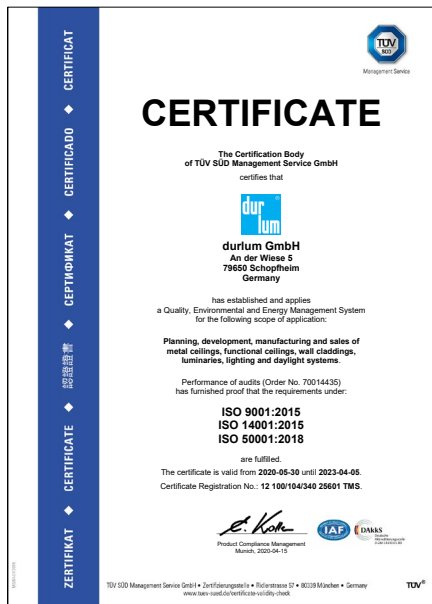 TÜV
SÜD
Management Service
CERTIFICATE
The Certification Body
of TÜV SÜD Management Service GmbH
certifies that
dur
lum
durlum GmbH
An der Wiese 5
79650 Schopfheim
Germany
has established and applies
a Quality, Environmental and Energy Management System
for the following scope of application:
Planning, development, manufacturing and sales of
metal ceilings, functional ceilings, wall claddings,
luminaries, lighting and daylight systems.
Performance of audits (Order No. 70014435)
has furnished proof that the requirements under:
ISO 9001:2015
ISO 14001:2015
ISO 50001:2018
are fulfilled.
The certificate is valid from 2020-05-30 until 2023-04-05.
Certificate Registration No.: 12 100/104/340 25601 TMS.
Product Compliance Management
Munich, 2020-04-15
IAF
DAkkS
TÜV SÜD Management Service GmbH • Zertifizierungsstelle • Ridlerstrasse 57 • 80339 München • Germany
www.tuev-sued.de/certificate-validity-check
TÜV®
ZERTIFIKAT ◆ CERTIFICATE ◆ 認證證書 ◆ СЕРТИФИКАТ ◆ CERTIFICADO ◆ CERTIFICAT